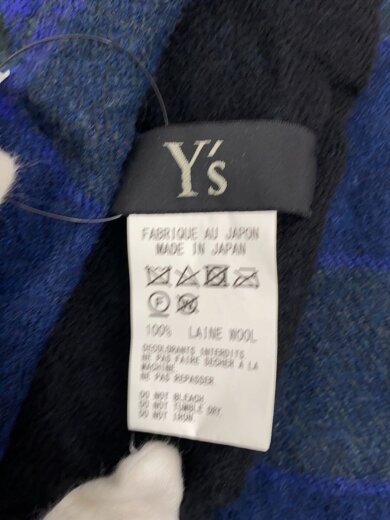 Y's
FABRIQUE AU JAPON
MADE IN JAPAN
100% LAINE WOOL
DECOLORANTS INTERDITS
NE PAS FAIRE SECHER A LA
MACHINE
NE PAS REPASSER
DO NOT BLEACH
DO NOT TUMBLE DRY
DO NOT IRON